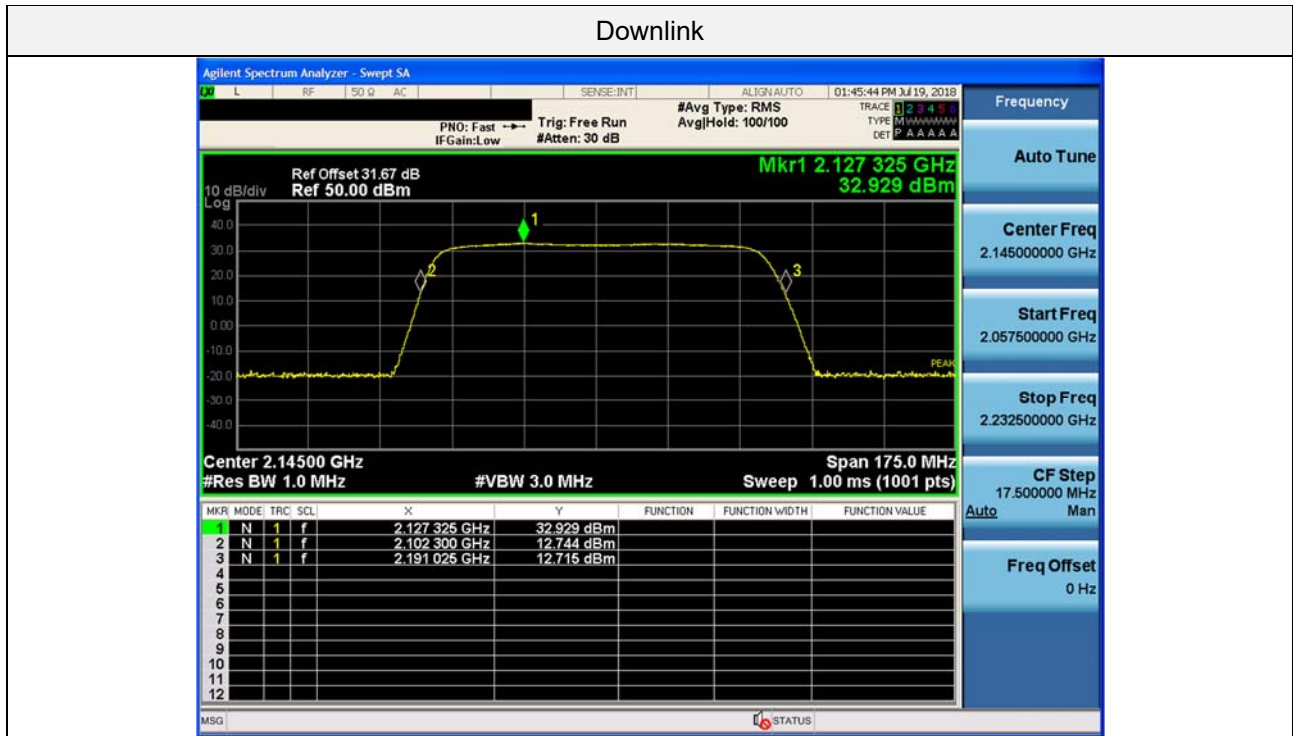 Downlink
Agilent Spectrum Analyzer - Swept SA
L RF 50 Ω AC SENSE:INT ALIGN AUTO 01:45:44 PM Jul 19, 2018
PNO: Fast
IFGain:Low
Trig: Free Run
#Atten: 30 dB
#Avg Type: RMS
Avg|Hold: 100/100
TRACE 1 2 3 4 5 6
TYPE M
DET P A A A A A
Frequency
Mkr1 2.127 325 GHz
32.929 dBm
Ref Offset 31.67 dB
10 dB/div Ref 50.00 dBm
Log
40.0
30.0
20.0
10.0
0.00
-10.0
-20.0
-30.0
-40.0
1
2
3
PEAK
Center 2.14500 GHz Span 175.0 MHz
#Res BW 1.0 MHz #VBW 3.0 MHz Sweep 1.00 ms (1001 pts)
MKR MODE TRC SCL X Y FUNCTION FUNCTION WIDTH FUNCTION VALUE
1 N 1 f 2.127 325 GHz 32.929 dBm
2 N 1 f 2.102 300 GHz 12.744 dBm
3 N 1 f 2.191 025 GHz 12.715 dBm
4
5
6
7
8
9
10
11
12
MSG STATUS
Auto Tune
Center Freq
2.145000000 GHz
Start Freq
2.057500000 GHz
Stop Freq
2.232500000 GHz
CF Step
17.500000 MHz
Auto Man
Freq Offset
0 Hz